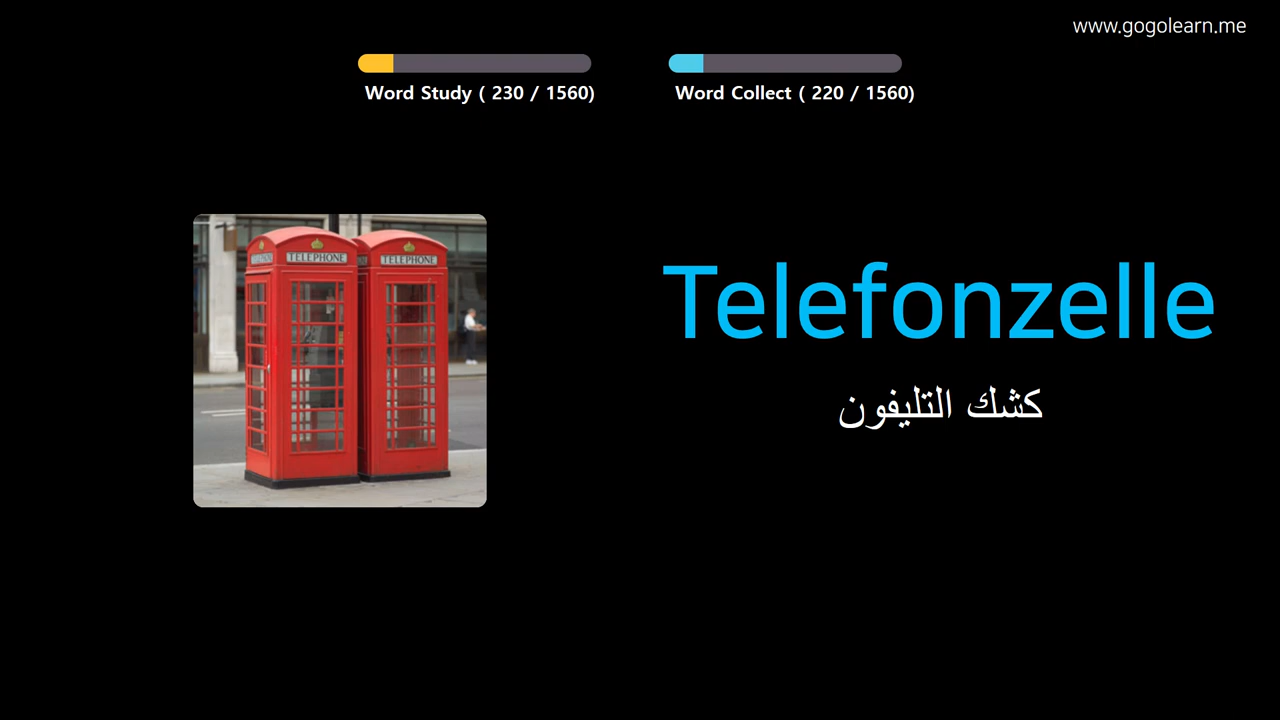 www.gogolearn.me
Word Study ( 230 / 1560)
Word Collect ( 220 / 1560)
TELEPHONE
TELEPHONE
Telefonzelle
كشك التليفون